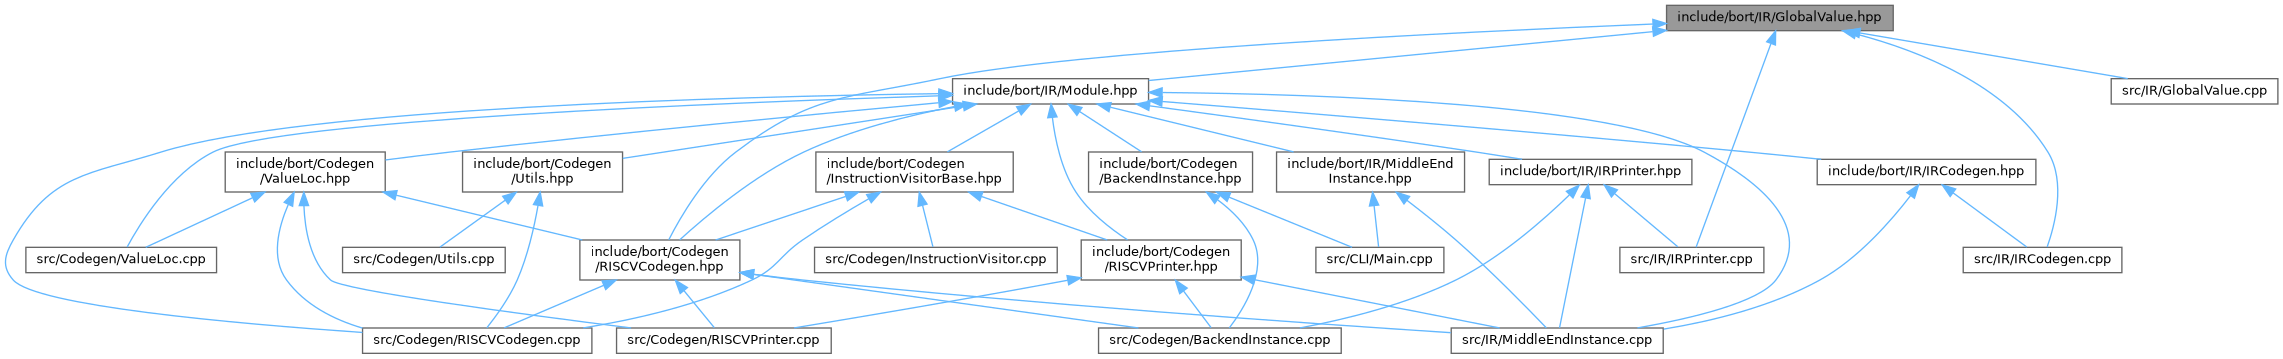 include/bort/IR/GlobalValue.hpp
include/bort/IR/Module.hpp
src/IR/GlobalValue.cpp
include/bort/Codegen
/ValueLoc.hpp
include/bort/Codegen
/Utils.hpp
include/bort/Codegen
/InstructionVisitorBase.hpp
include/bort/Codegen
/BackendInstance.hpp
include/bort/IR/MiddleEnd
Instance.hpp
include/bort/IR/IRPrinter.hpp
include/bort/IR/IRCodegen.hpp
src/Codegen/ValueLoc.cpp
src/Codegen/Utils.cpp
include/bort/Codegen
/RISCVCodegen.hpp
src/Codegen/InstructionVisitor.cpp
include/bort/Codegen
/RISCVPrinter.hpp
src/CLI/Main.cpp
src/IR/IRPrinter.cpp
src/IR/IRCodegen.cpp
src/Codegen/RISCVCodegen.cpp
src/Codegen/RISCVPrinter.cpp
src/Codegen/BackendInstance.cpp
src/IR/MiddleEndInstance.cpp